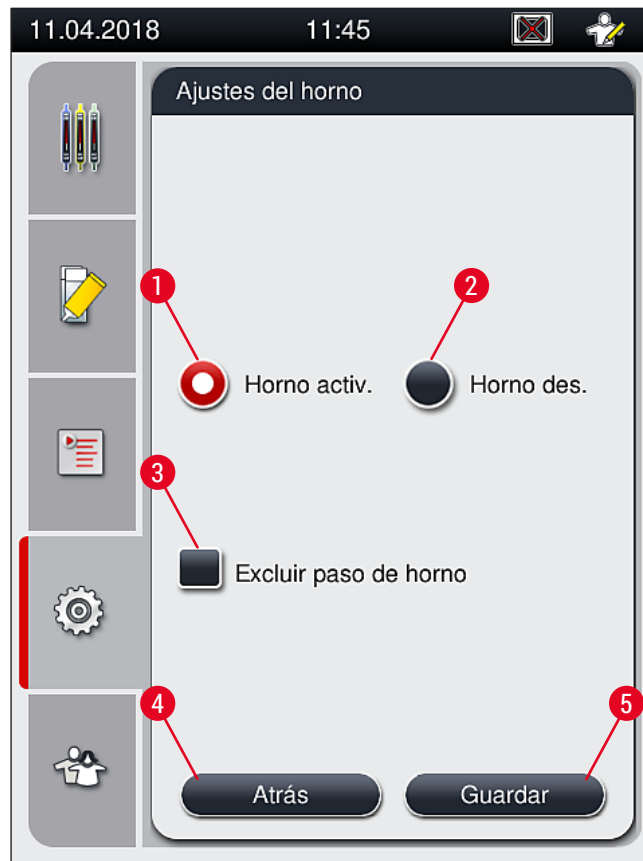 11.04.2018 11:45
Ajustes del horno
1 2
Horno activ. Horno des.
3
Excluir paso de horno
4 5
Atrás Guardar